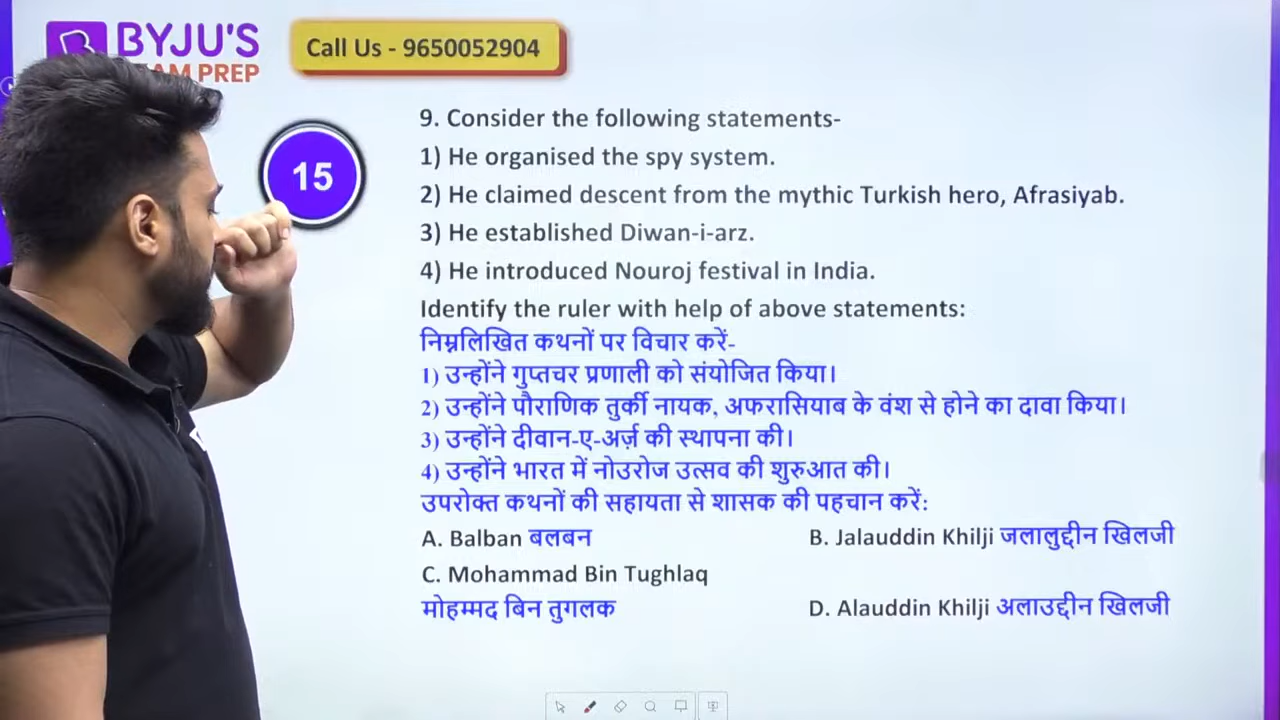 BYJU'S
AM PREP
Call Us - 9650052904
15
9. Consider the following statements-
1) He organised the spy system.
2) He claimed descent from the mythic Turkish hero, Afrasiyab.
3) He established Diwan-i-arz.
4) He introduced Nouroj festival in India.
Identify the ruler with help of above statements:
निम्नलिखित कथनों पर विचार करें-
1) उन्होंने गुप्तचर प्रणाली को संयोजित किया।
2) उन्होंने पौराणिक तुर्की नायक, अफरासियाब के वंश से होने का दावा किया।
3) उन्होंने दीवान-ए-अर्ज़ की स्थापना की।
4) उन्होंने भारत में नोउरोज उत्सव की शुरुआत की।
उपरोक्त कथनों की सहायता से शासक की पहचान करें:
A. Balban बलबन
B. Jalauddin Khilji जलालुद्दीन खिलजी
C. Mohammad Bin Tughlaq
मोहम्मद बिन तुगलक
D. Alauddin Khilji अलाउद्दीन खिलजी